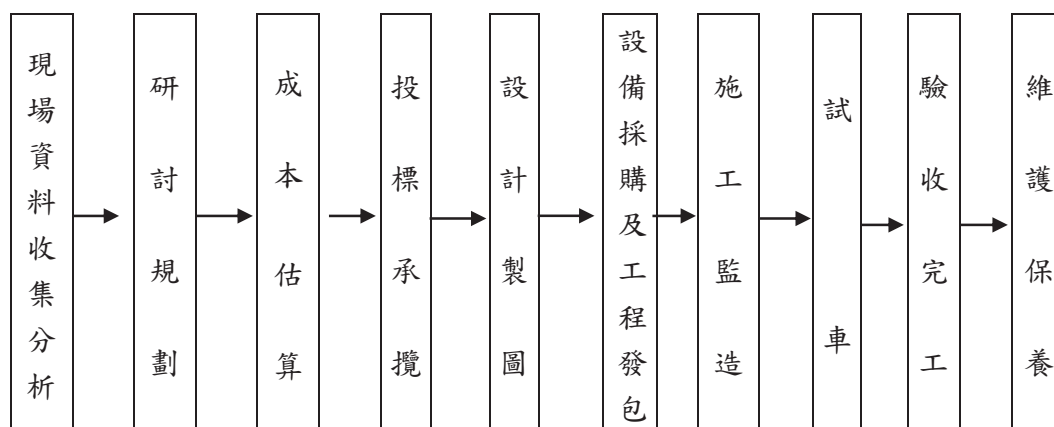 現場資料收集分析
研討規劃
成本估算
投標承攬
設計製圖
設備採購及工程發包
施工監造
試車
驗收完工
維護保養